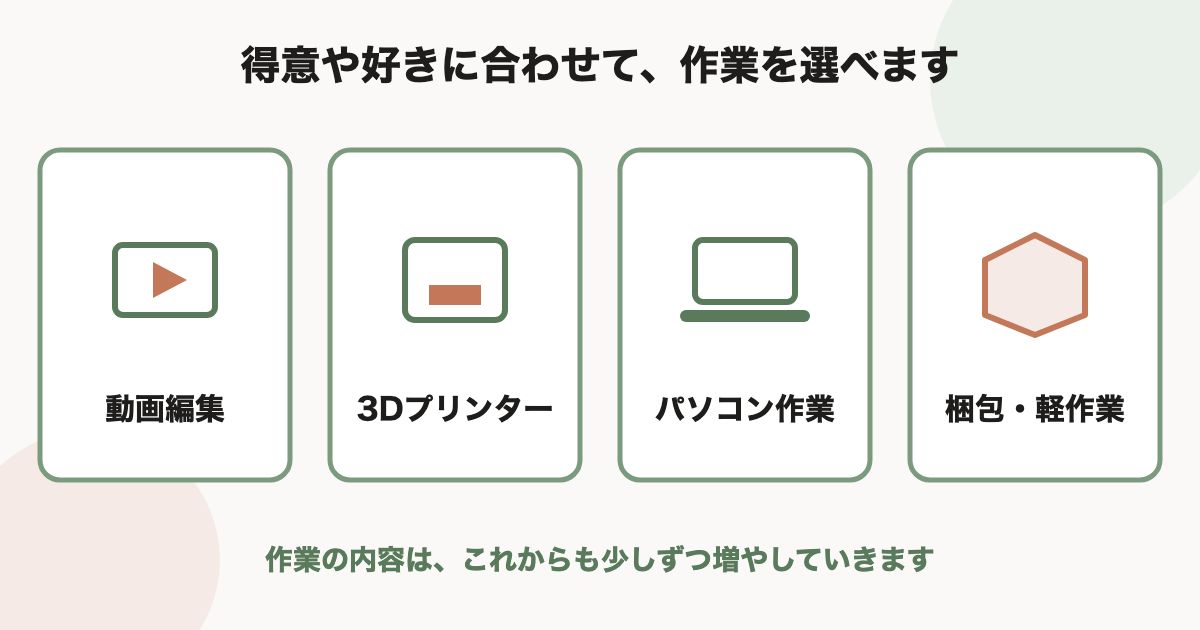 得意や好きに合わせて、作業を選べます
動画編集
3Dプリンター
パソコン作業
梱包・軽作業
作業の内容は、これからも少しずつ増やしていきます